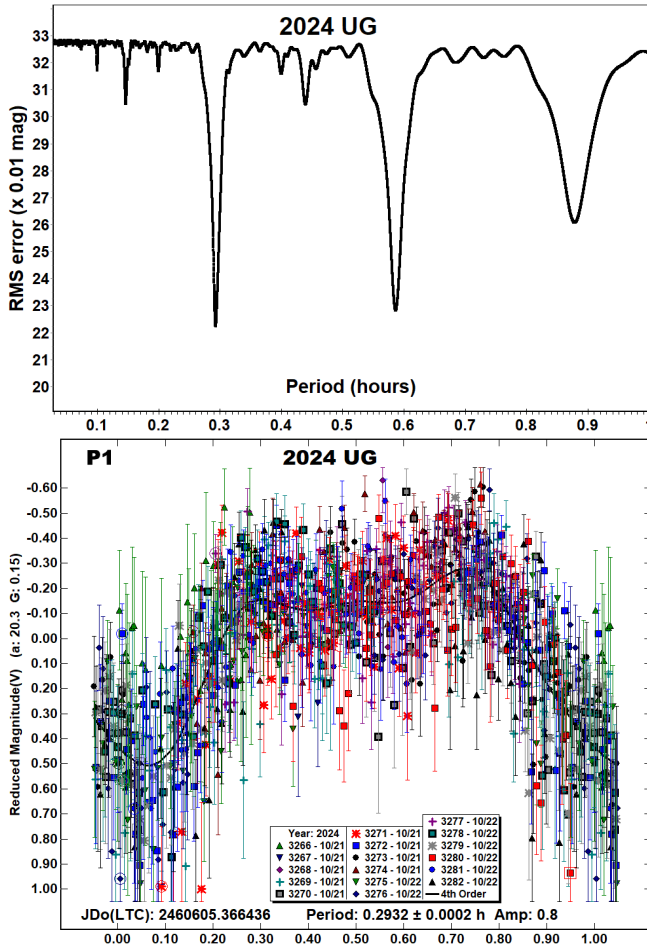 2024 UG
RMS error (x 0.01 mag)
33
32
31
30
29
28
27
26
25
24
23
22
21
20
Period (hours)
0.1 0.2 0.3 0.4 0.5 0.6 0.7 0.8 0.9 1
P1 2024 UG
Reduced Magnitude(V) (a: 20.3 G: 0.15)
-0.60
-0.50
-0.40
-0.30
-0.20
-0.10
0.00
0.10
0.20
0.30
0.40
0.50
0.60
0.70
0.80
0.90
1.00
Year: 2024
3266 - 10/21
3267 - 10/21
3268 - 10/21
3269 - 10/21
3270 - 10/21
3271 - 10/21
3272 - 10/21
3273 - 10/21
3274 - 10/21
3275 - 10/22
3276 - 10/22
3277 - 10/22
3278 - 10/22
3279 - 10/22
3280 - 10/22
3281 - 10/22
3282 - 10/22
4th Order
JDo(LTC): 2460605.366436 Period: 0.2932 ± 0.0002 h Amp: 0.8
0.00 0.10 0.20 0.30 0.40 0.50 0.60 0.70 0.80 0.90 1.00